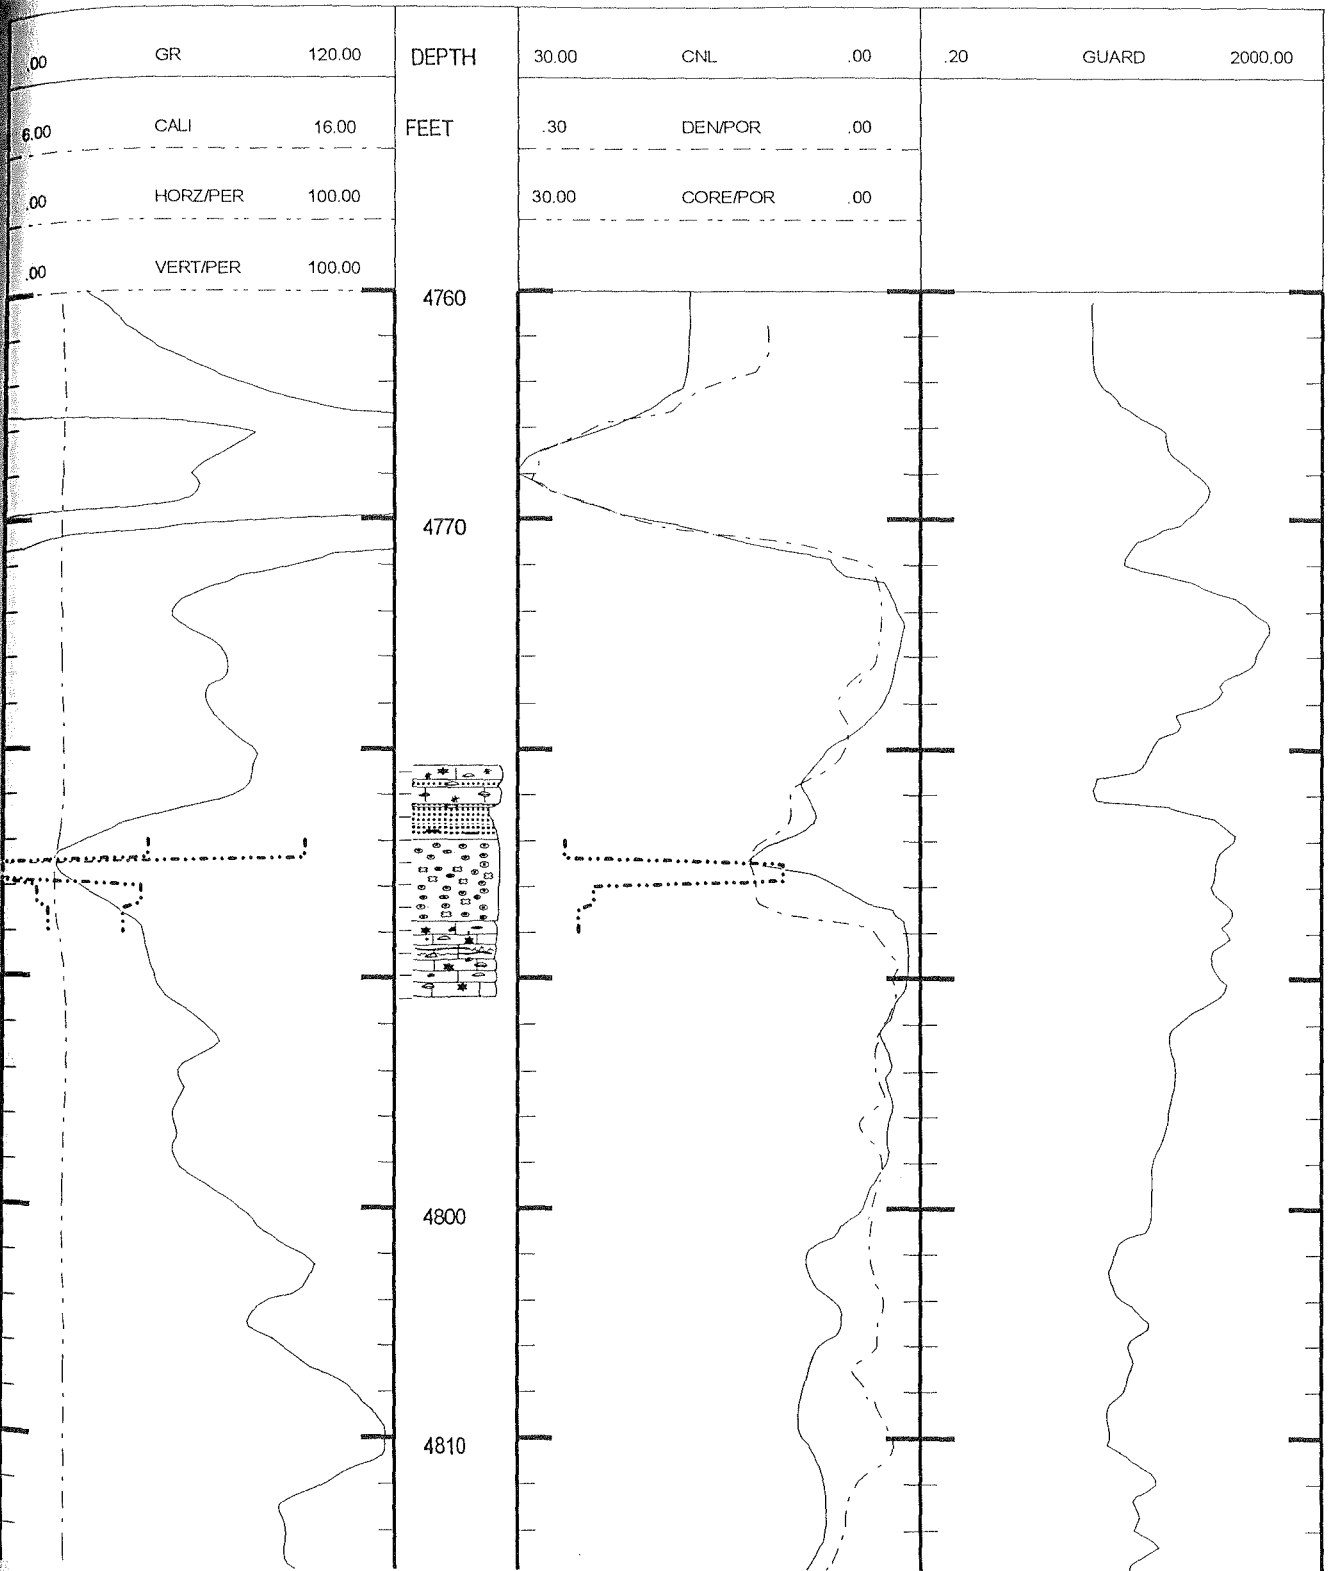 .00 GR 120.00 DEPTH 30.00 CNL .00 .20 GUARD 2000.00
6.00 CALI 16.00 FEET .30 DEN/POR .00
.00 HORZ/PER 100.00 30.00 CORE/POR .00
.00 VERT/PER 100.00
4760
4770
4800
4810